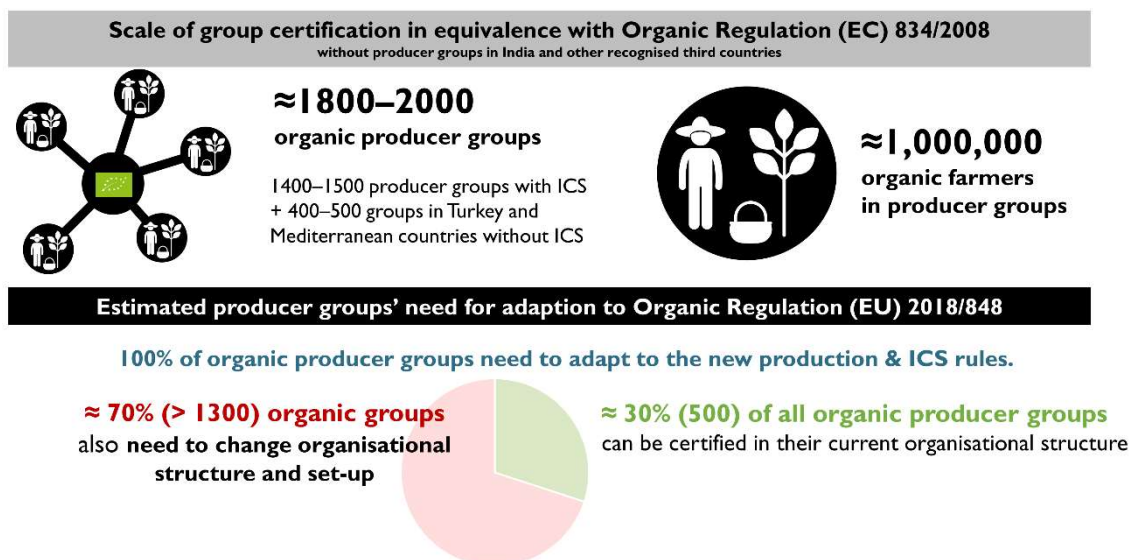 Scale of group certification in equivalence with Organic Regulation (EC) 834/2008
without producer groups in India and other recognised third countries
≈1800–2000
organic producer groups
1400–1500 producer groups with ICS
+ 400–500 groups in Turkey and
Mediterranean countries without ICS
≈1,000,000
organic farmers
in producer groups
Estimated producer groups’ need for adaption to Organic Regulation (EU) 2018/848
100% of organic producer groups need to adapt to the new production & ICS rules.
≈ 70% (> 1300) organic groups
also need to change organisational
structure and set-up
≈ 30% (500) of all organic producer groups
can be certified in their current organisational structure